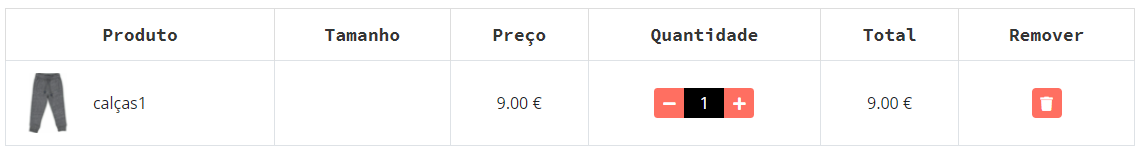 Produto Tamanho Preço Quantidade Total Remover
calças1 9.00 € 1 9.00 €